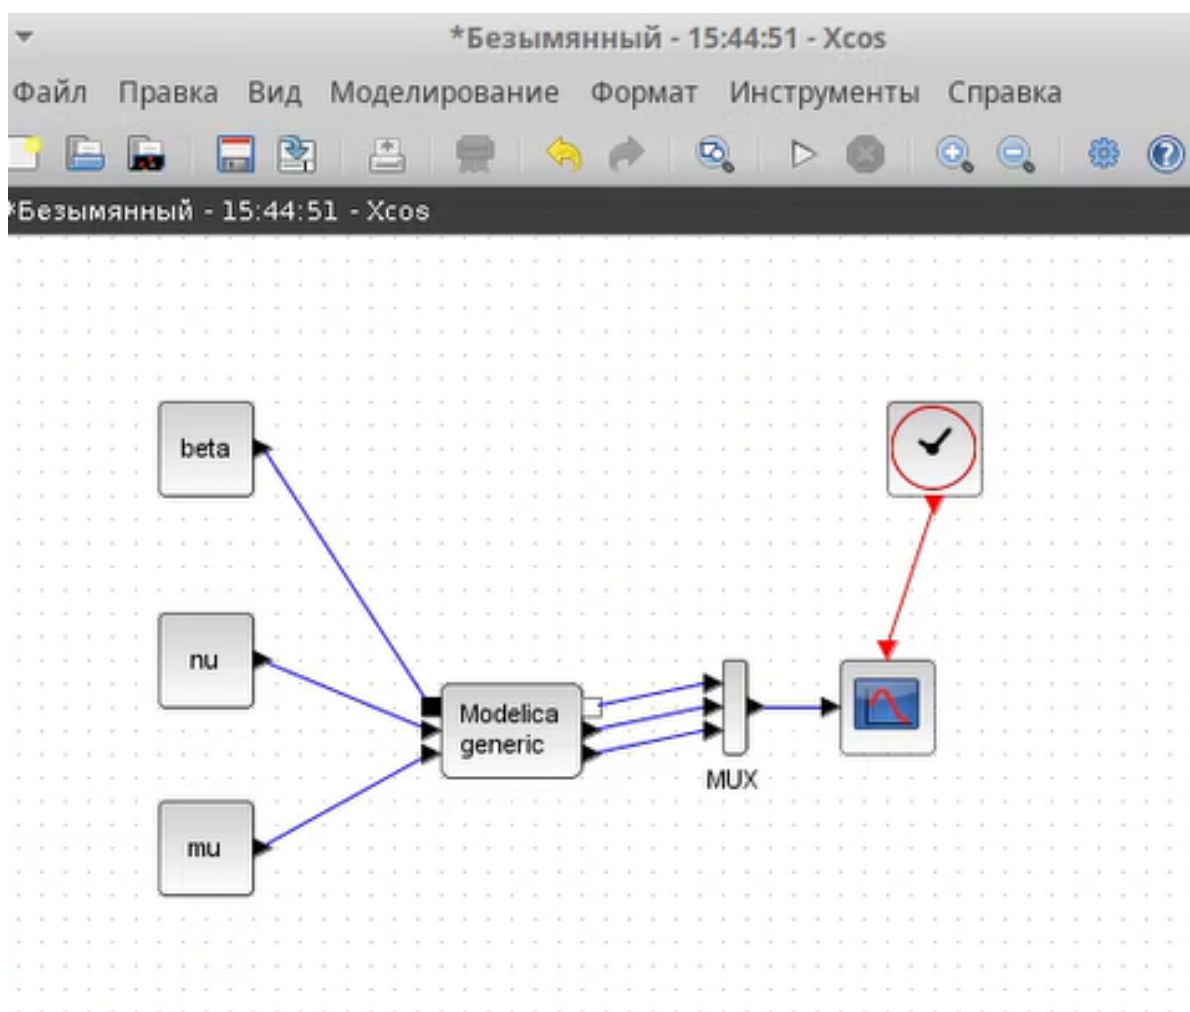 *Безымянный - 15:44:51 - Xcos
Файл Правка Вид Моделирование Формат Инструменты Справка
*Безымянный - 15:44:51 - Xcos
beta
nu
Modelica
generic
MUX
mu